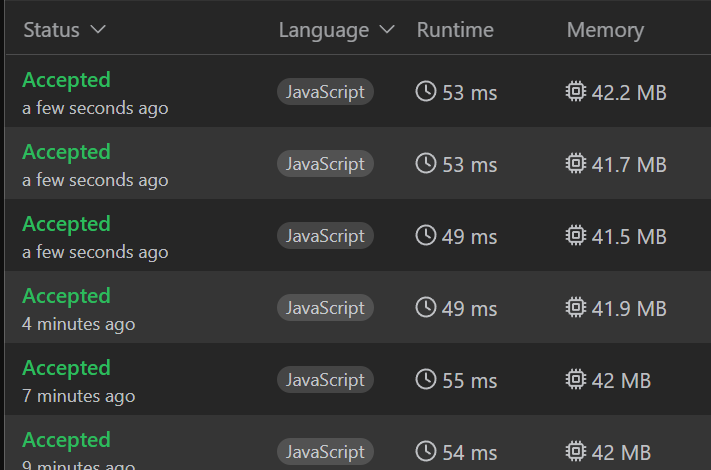 Status Language Runtime Memory
Accepted
a few seconds ago
JavaScript 53 ms 42.2 MB
Accepted
a few seconds ago
JavaScript 53 ms 41.7 MB
Accepted
a few seconds ago
JavaScript 49 ms 41.5 MB
Accepted
4 minutes ago
JavaScript 49 ms 41.9 MB
Accepted
7 minutes ago
JavaScript 55 ms 42 MB
Accepted
9 minutes ago
JavaScript 54 ms 42 MB